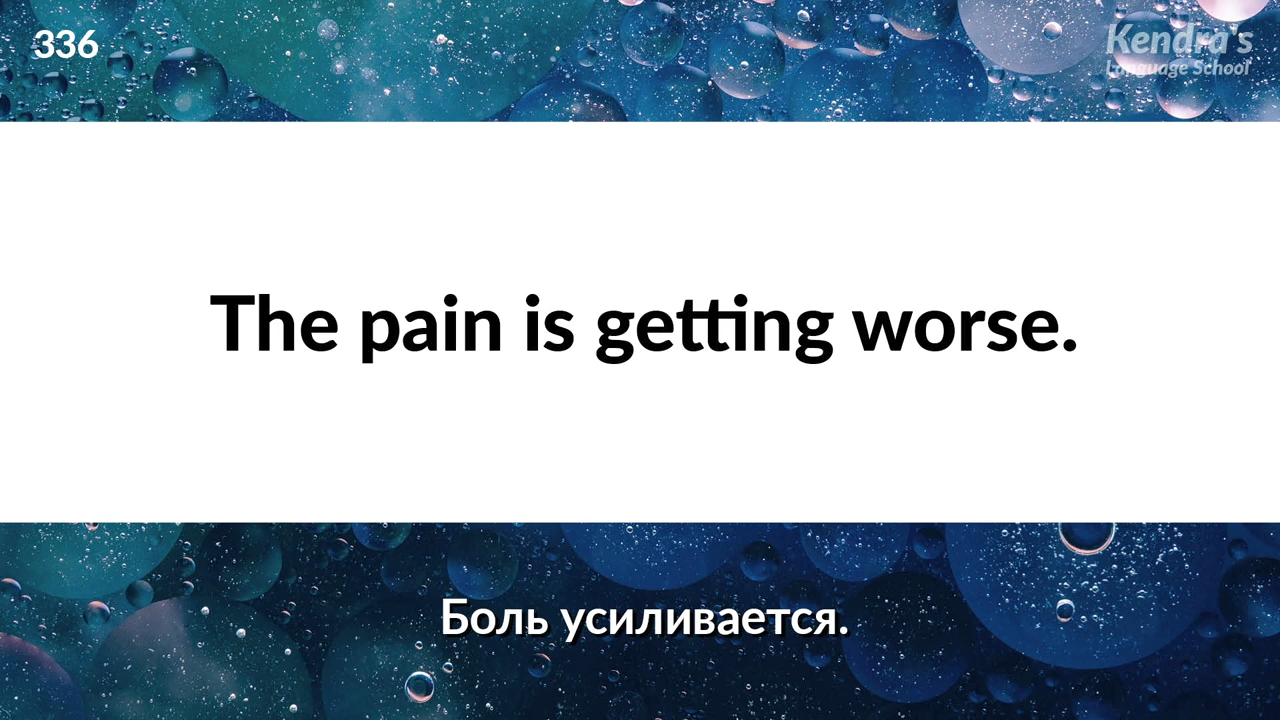 336
Kendra's
Language School
The pain is getting worse.
Боль усиливается.